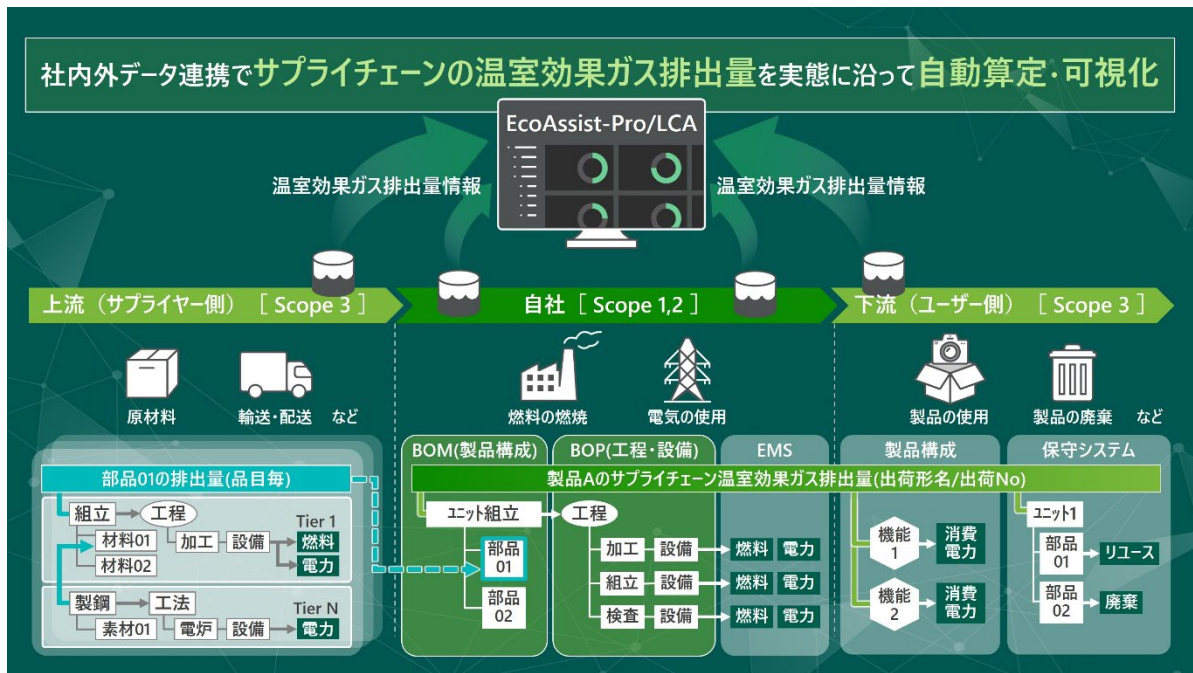 社内外データ連携でサプライチェーンの温室効果ガス排出量を実態に沿って自動算定・可視化
EcoAssist-Pro/LCA
温室効果ガス排出量情報
温室効果ガス排出量情報
上流（サプライヤー側）［ Scope 3 ］
自社［ Scope 1,2 ］
下流（ユーザー側）［ Scope 3 ］
原材料
輸送・配送
など
燃料の燃焼
電気の使用
製品の使用
製品の廃棄
など
部品01の排出量(品目毎)
組立
工程
Tier 1
材料01
加工
設備
燃料
材料02
電力
製鋼
工法
Tier N
素材01
電炉
設備
電力
BOM(製品構成)
BOP(工程・設備)
EMS
製品構成
保守システム
製品Aのサプライチェーン温室効果ガス排出量(出荷形名/出荷No)
ユニット組立
工程
部品
01
部品
02
加工
設備
燃料
電力
組立
設備
燃料
電力
検査
設備
燃料
電力
機能
1
消費
電力
機能
2
消費
電力
ユニット1
部品
01
リユース
部品
02
廃棄